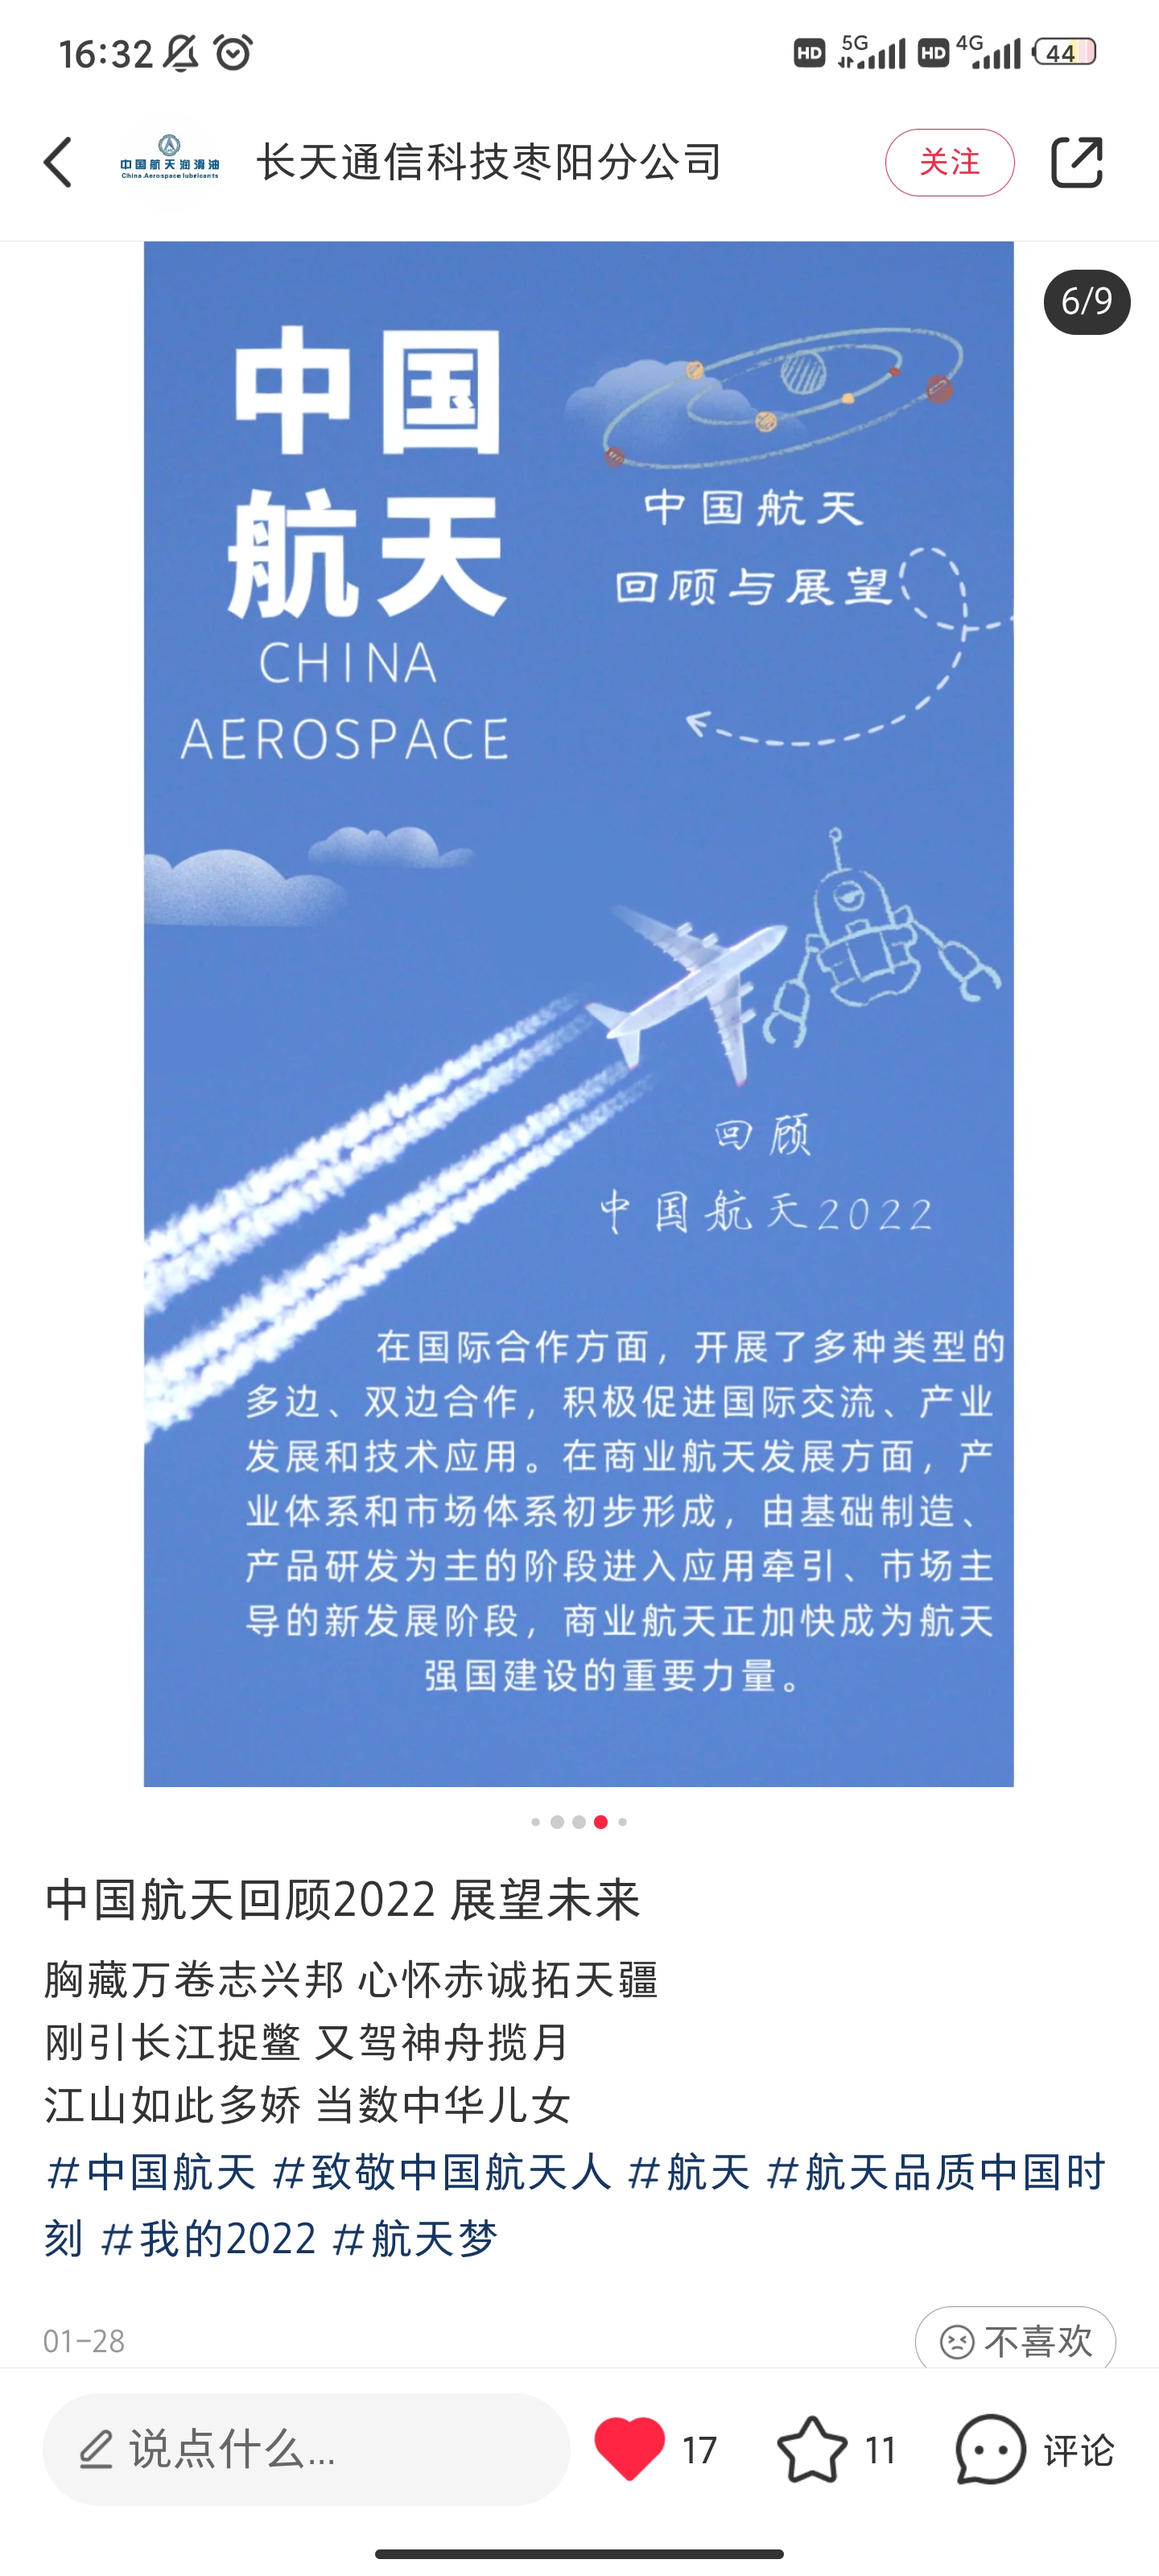 16:32
HD 5G HD 4G 44
中国航天润滑油
China Aerospace lubricants
长天通信科技枣阳分公司
关注
6/9
中国
航天
CHINA
AEROSPACE
中国航天
回顾与展望
回顾
中国航天2022
在国际合作方面，开展了多种类型的
多边、双边合作，积极促进国际交流、产业
发展和技术应用。在商业航天发展方面，产
业体系和市场体系初步形成，由基础制造、
产品研发为主的阶段进入应用牵引、市场主
导的新发展阶段，商业航天正加快成为航天
强国建设的重要力量。
中国航天回顾2022 展望未来
胸藏万卷志兴邦 心怀赤诚拓天疆
刚引长江捉鳖 又驾神舟揽月
江山如此多娇 当数中华儿女
#中国航天 #致敬中国航天人 #航天 #航天品质中国时
刻 #我的2022 #航天梦
01-28
不喜欢
说点什么...
17
11
评论